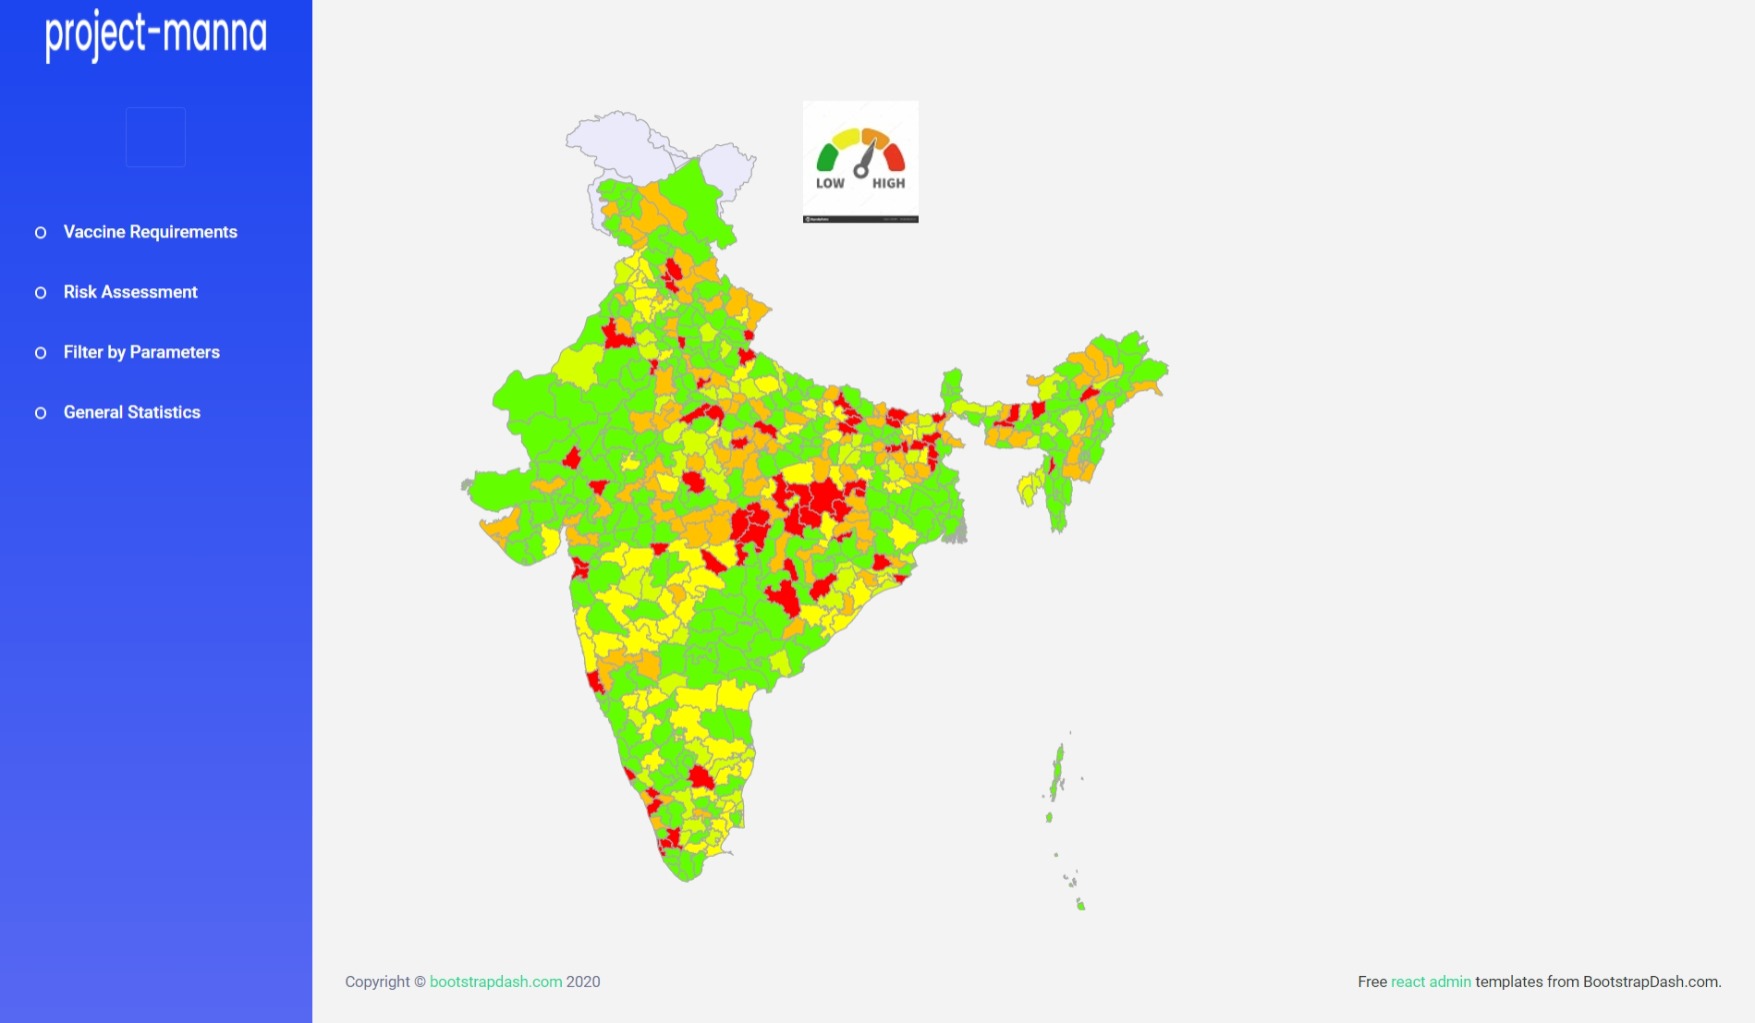 project-manna
Vaccine Requirements
Risk Assessment
Filter by Parameters
General Statistics
LOW HIGH
Copyright © bootstrapdash.com 2020
Free react admin templates from BootstrapDash.com.